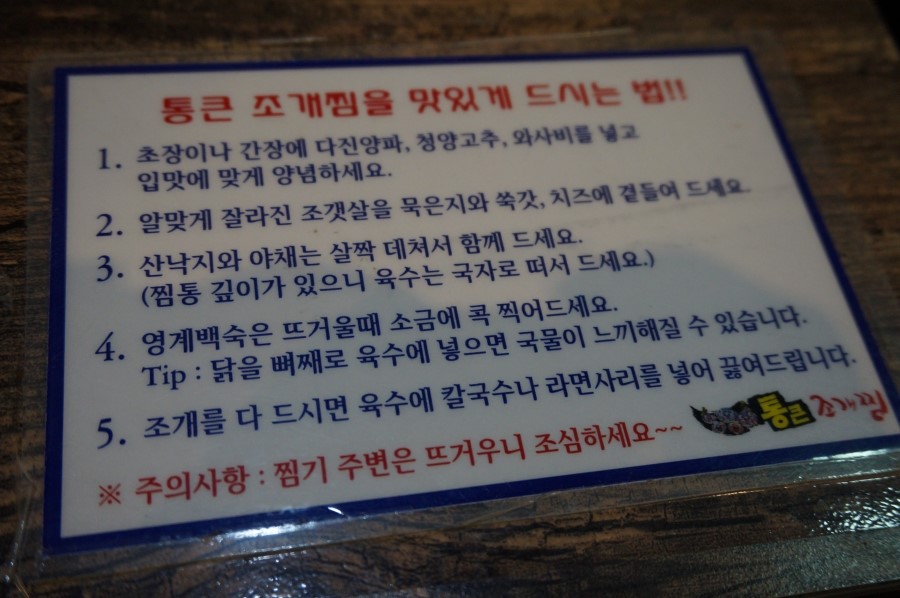 통큰 조개찜을 맛있게 드시는 법!!
1. 초장이나 간장에 다진양파, 청양고추, 와사비를 넣고
입맛에 맞게 양념하세요.
2. 알맞게 잘라진 조갯살을 묵은지와 쑥갓, 치즈에 곁들여 드세요.
3. 산낙지와 야채는 살짝 데쳐서 함께 드세요.
(찜통 깊이가 있으니 육수는 국자로 떠서 드세요.)
4. 영계백숙은 뜨거울때 소금에 콕 찍어드세요.
Tip : 닭을 뼈째로 육수에 넣으면 국물이 느끼해질 수 있습니다.
5. 조개를 다 드시면 육수에 칼국수나 라면사리를 넣어 끓여드립니다.
통큰 조개찜
※ 주의사항 : 찜기 주변은 뜨거우니 조심하세요~~